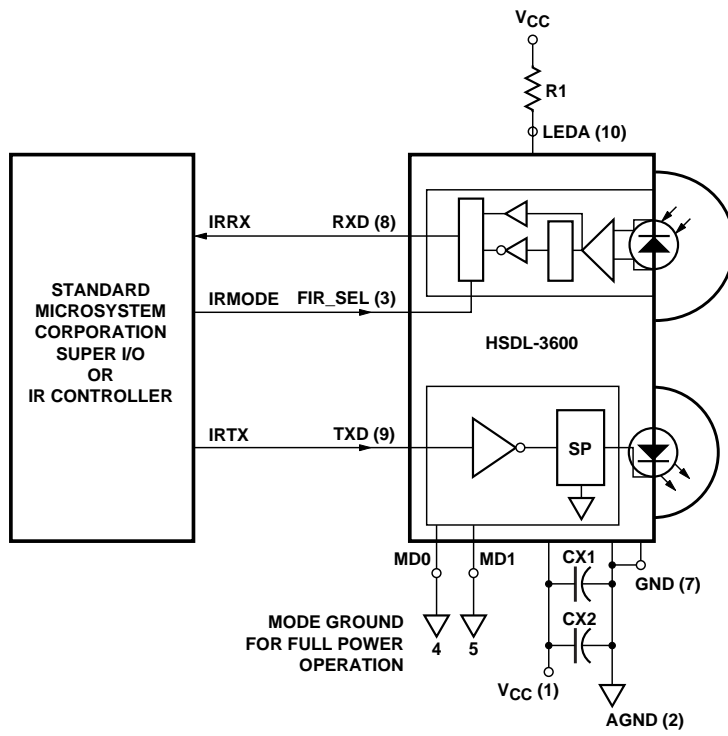 VCC
R1
LEDA (10)
IRRX
RXD (8)
STANDARD
MICROSYSTEM
CORPORATION
SUPER I/O
OR
IR CONTROLLER
IRMODE
FIR_SEL (3)
HSDL-3600
IRTX
TXD (9)
SP
MD0
MD1
CX1
GND (7)
MODE GROUND
FOR FULL POWER
OPERATION
4
5
CX2
VCC (1)
AGND (2)